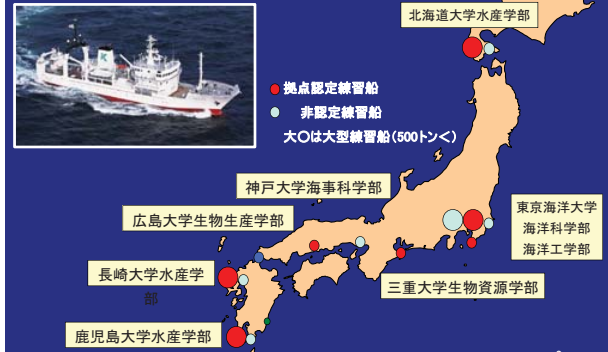 北海道大学水産学部
拠点認定練習船
非認定練習船
大〇は大型練習船(500トン<)
神戸大学海事科学部
広島大学生物生産学部
東京海洋大学
海洋科学部
海洋工学部
長崎大学水産学
部
三重大学生物資源学部
鹿児島大学水産学部
K